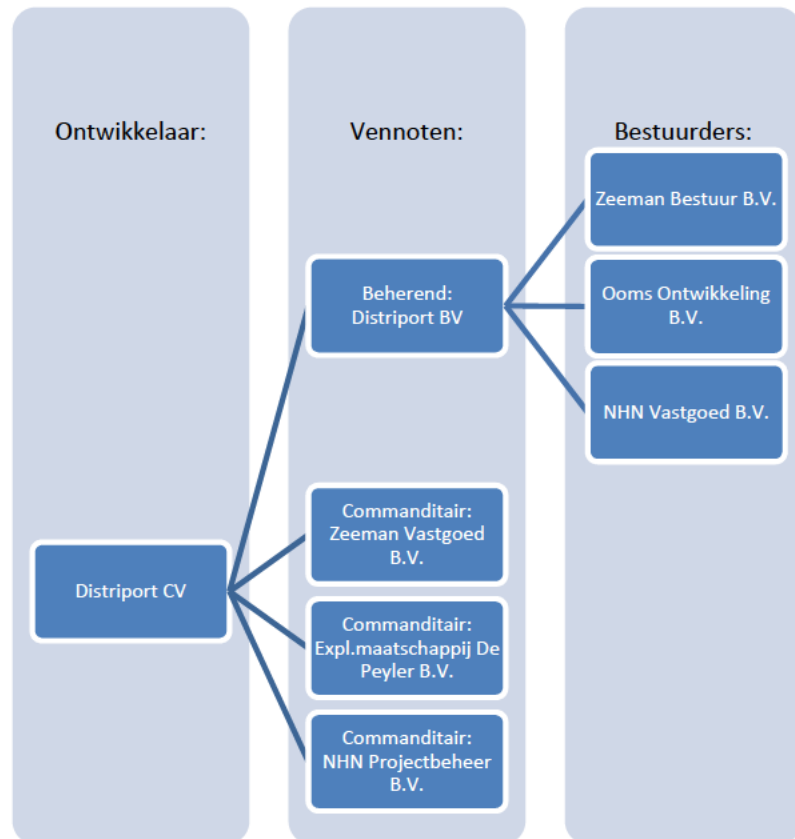 Ontwikkelaar:
Vennoten:
Bestuurders:
Zeeman Bestuur B.V.
Beherend:
Distriport BV
Ooms Ontwikkeling
B.V.
NHN Vastgoed B.V.
Commanditair:
Zeeman Vastgoed
B.V.
Distriport CV
Commanditair:
Expl.maatschappij De
Peyler B.V.
Commanditair:
NHN Projectbeheer
B.V.